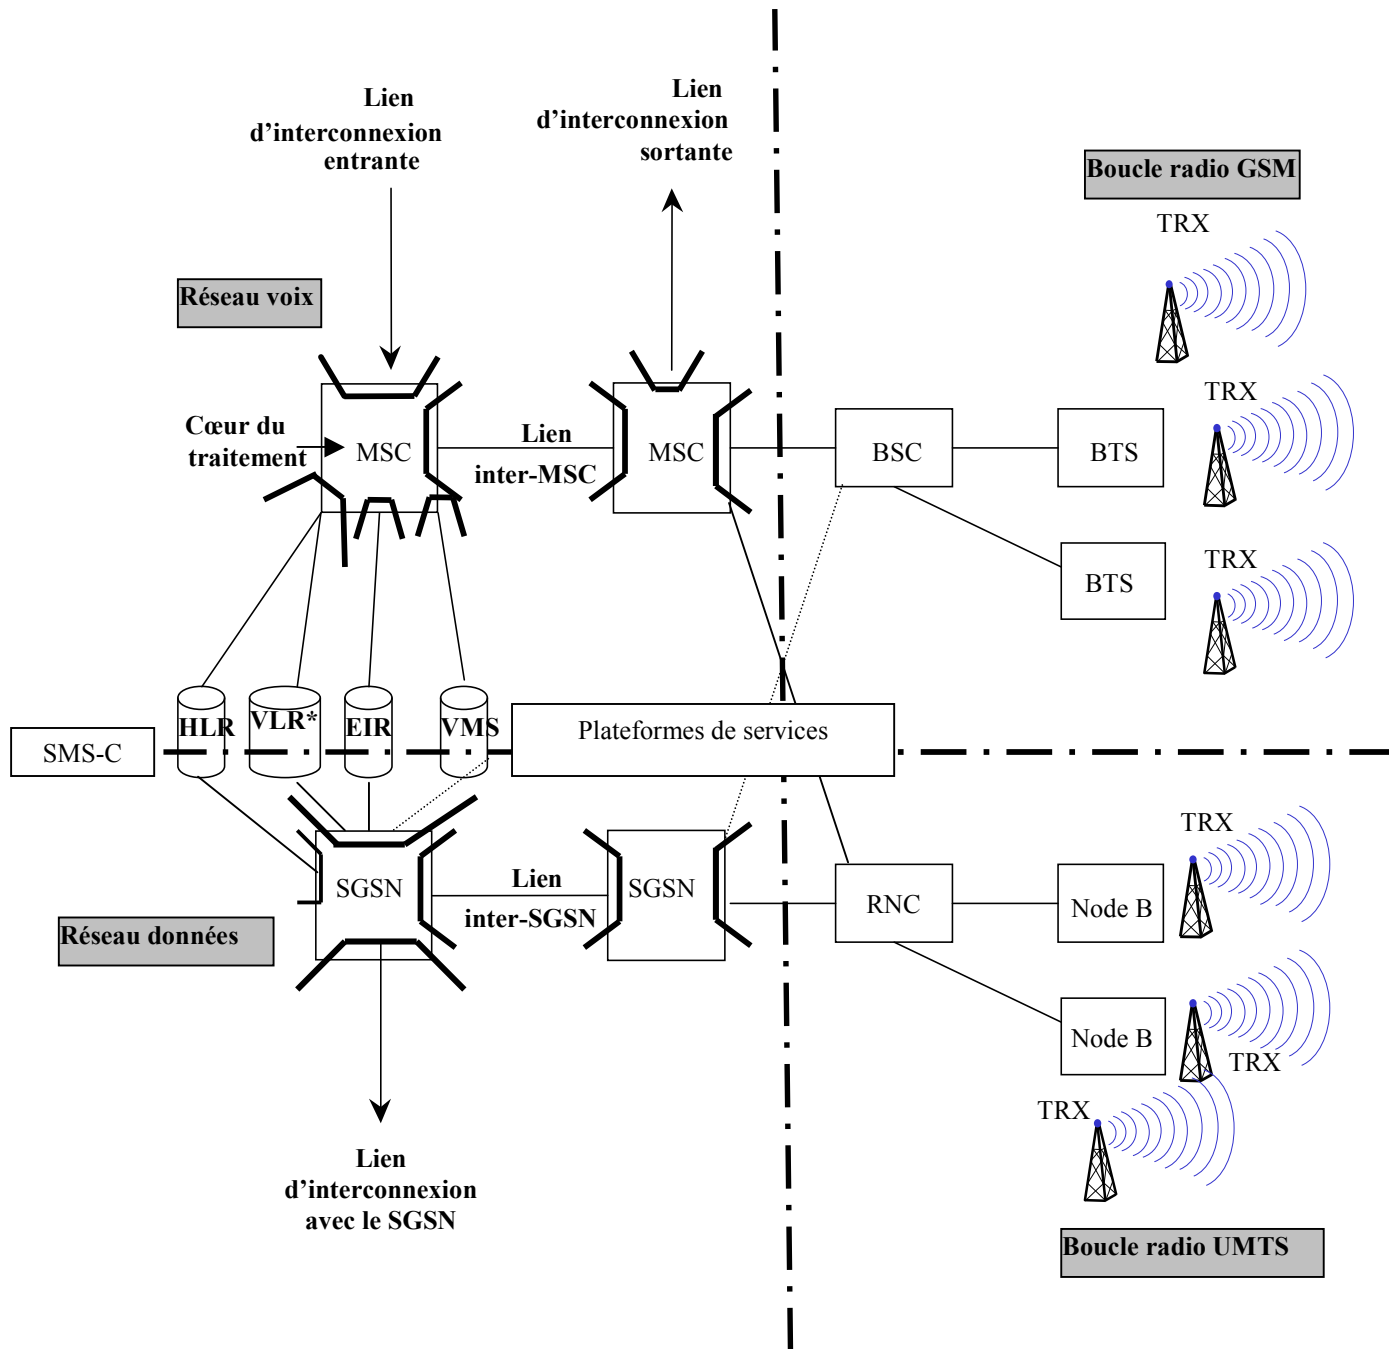 Lien
d’interconnexion
entrante
Lien
d’interconnexion
sortante
Boucle radio GSM
TRX
Réseau voix
TRX
Cœur du
traitement
MSC
Lien
inter-MSC
MSC
BSC
BTS
TRX
BTS
HLR
VLR*
EIR
VMS
Plateformes de services
SMS-C
TRX
SGSN
Lien
inter-SGSN
SGSN
RNC
Node B
Réseau données
Node B
TRX
TRX
Lien
d’interconnexion
avec le SGSN
Boucle radio UMTS